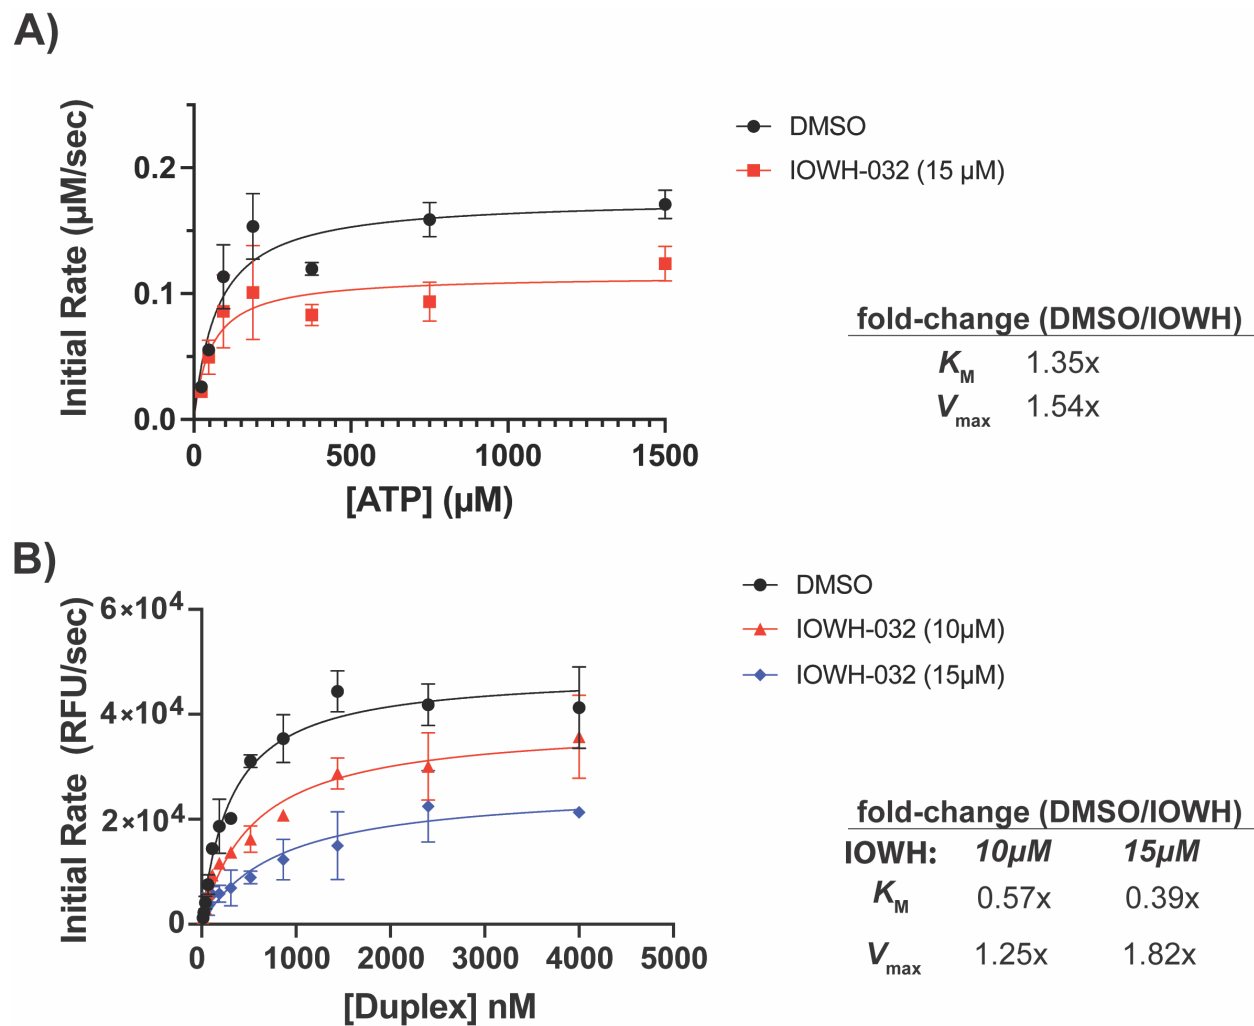 A)
Initial Rate (µM/sec)
0.2
0.1
0.0
0 500 1000 1500
[ATP] (µM)
DMSO
IOWH-032 (15 µM)
fold-change (DMSO/IOWH)
KM 1.35x
Vmax 1.54x
B)
Initial Rate (RFU/sec)
6×10⁴
4×10⁴
2×10⁴
0
0 1000 2000 3000 4000 5000
[Duplex] nM
DMSO
IOWH-032 (10µM)
IOWH-032 (15µM)
fold-change (DMSO/IOWH)
IOWH: 10µM 15µM
KM 0.57x 0.39x
Vmax 1.25x 1.82x